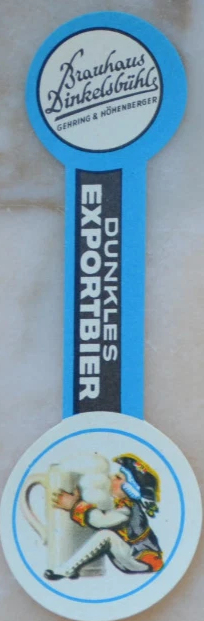 Brauhaus
Dinkelsbühl
GEHRING & HÖHENBERGER
DUNKLES
EXPORTBIER